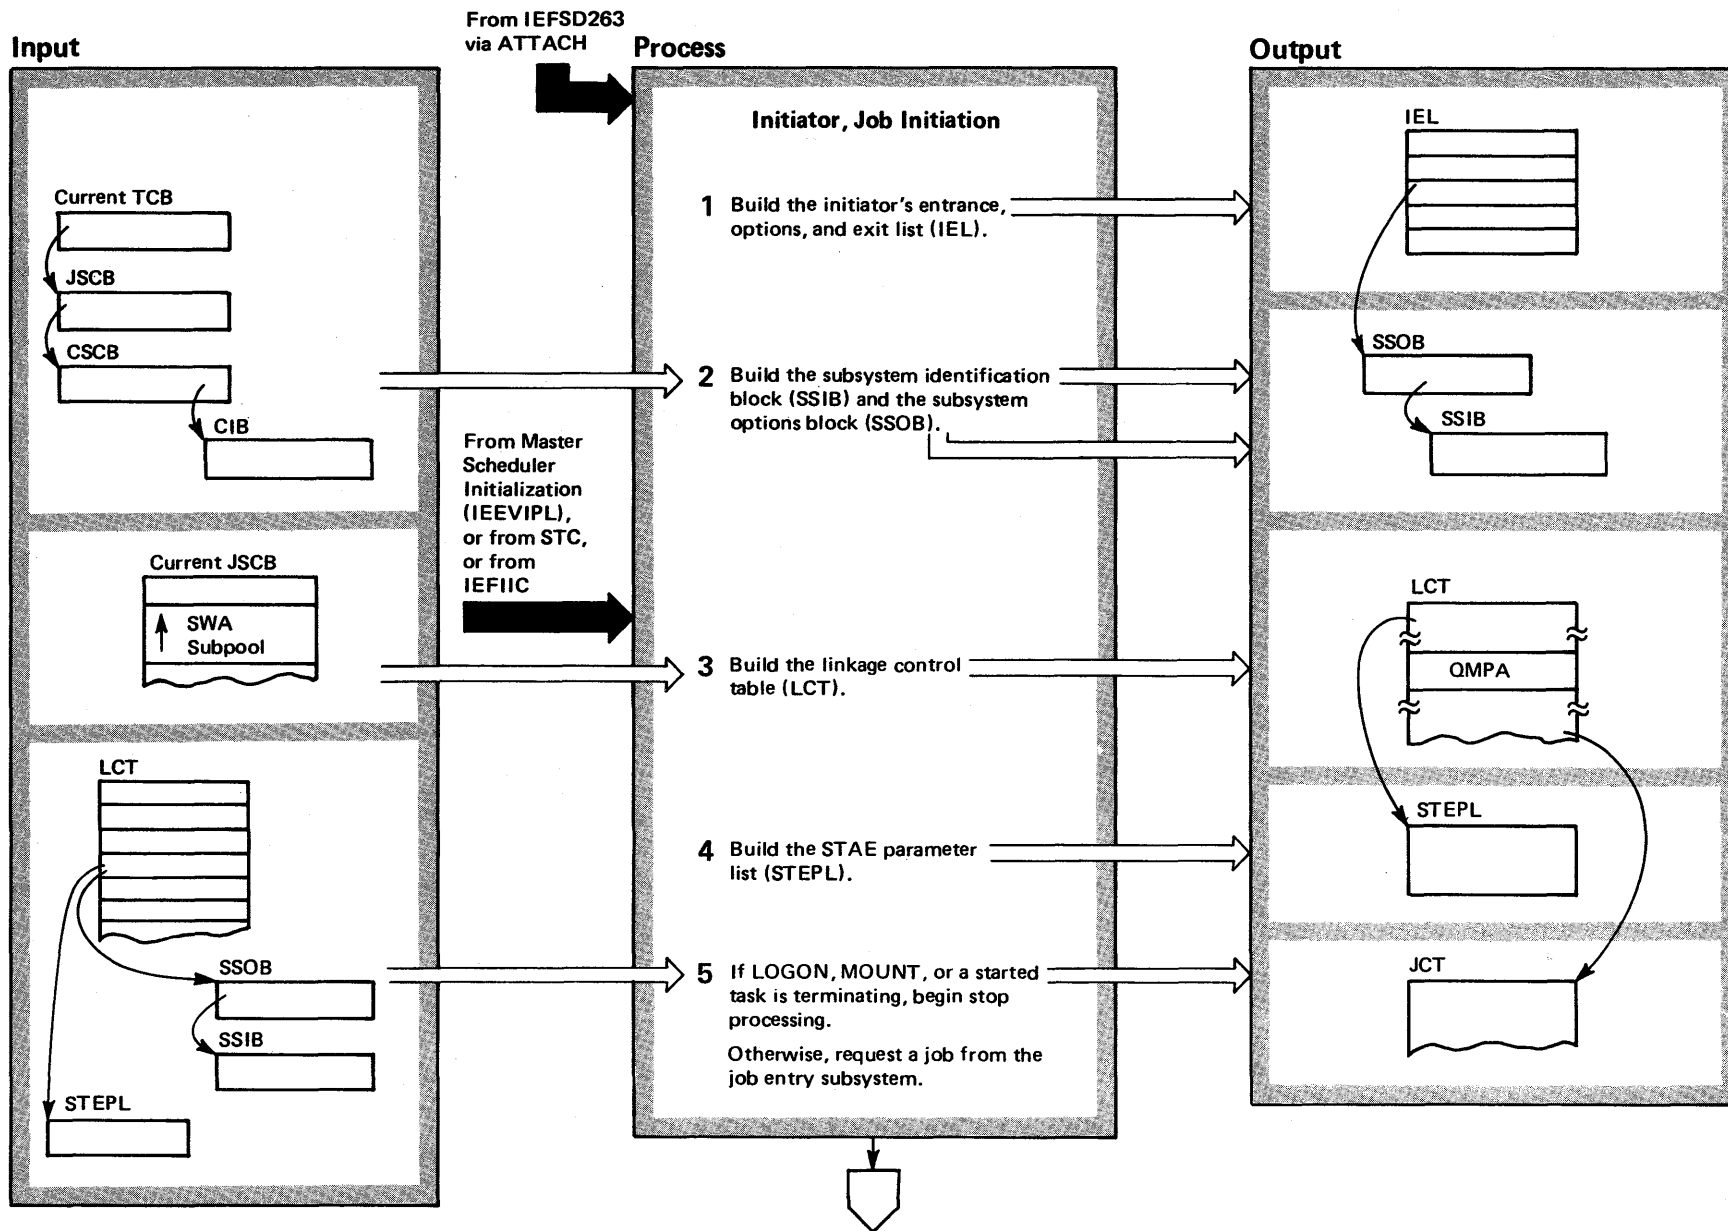 From IEFSD263
via ATTACH
Input
Process
Output
Current TCB
JSCB
CSCB
CIB
Current JSCB
SWA
Subpool
LCT
SSOB
SSIB
STEPL
From Master
Scheduler
Initialization
(IEEVIPL),
or from STC,
or from
IEFIIC
Initiator, Job Initiation
1 Build the initiator's entrance,
options, and exit list (IEL).
2 Build the subsystem identification
block (SSIB) and the subsystem
options block (SSOB).
3 Build the linkage control
table (LCT).
4 Build the STAE parameter
list (STEPL).
5 If LOGON, MOUNT, or a started
task is terminating, begin stop
processing.
Otherwise, request a job from the
job entry subsystem.
IEL
SSOB
SSIB
LCT
QMPA
STEPL
JCT